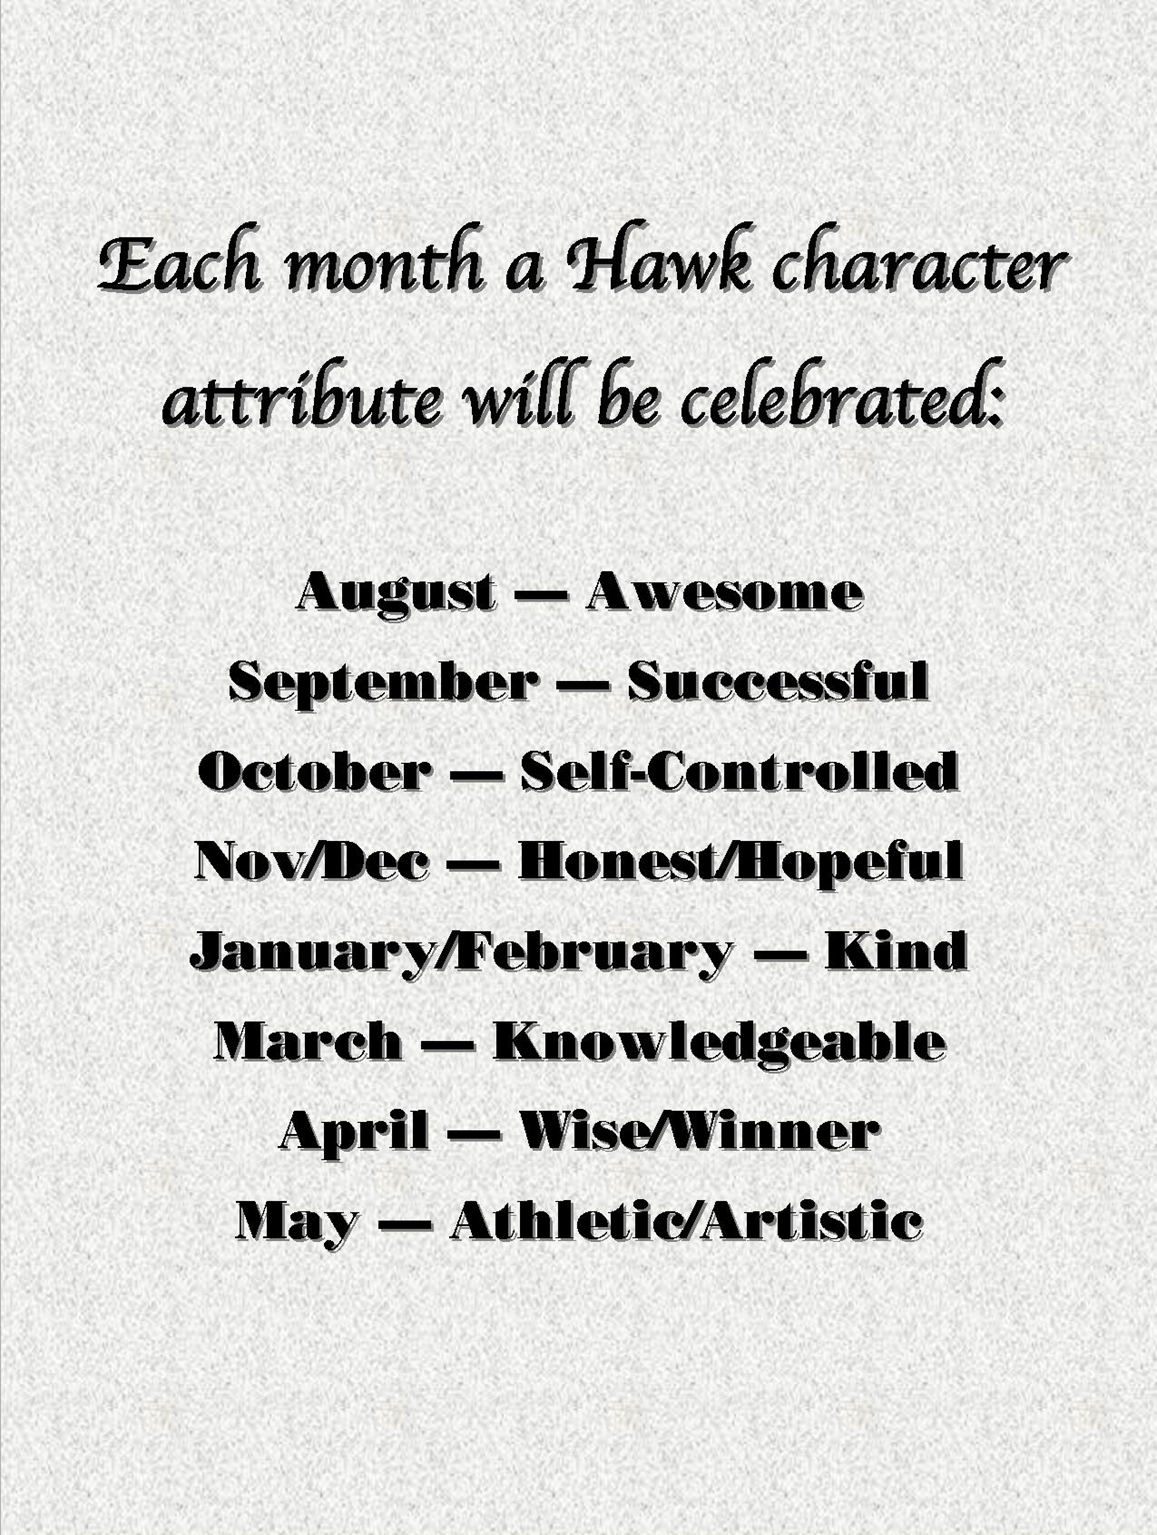 Each month a Hawk character
attribute will be celebrated:
August — Awesome
September — Successful
October — Self-Controlled
Nov/Dec — Honest/Hopeful
January/February — Kind
March — Knowledgeable
April — Wise/Winner
May — Athletic/Artistic